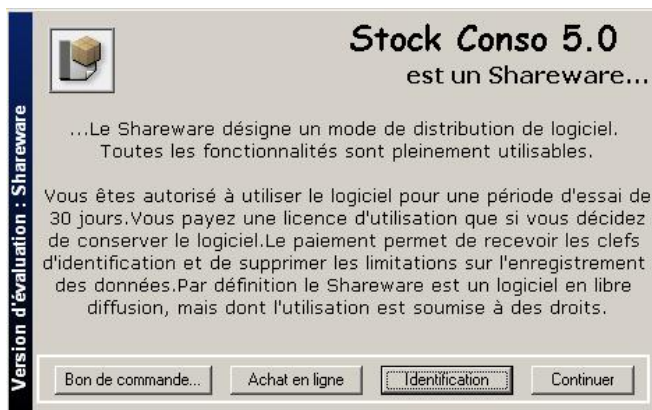 Stock Conso 5.0
est un Shareware...
Version d'évaluation : Shareware
...Le Shareware désigne un mode de distribution de logiciel.
Toutes les fonctionnalités sont pleinement utilisables.
Vous êtes autorisé à utiliser le logiciel pour une période d'essai de
30 jours.Vous payez une licence d'utilisation que si vous décidez
de conserver le logiciel.Le paiement permet de recevoir les clefs
d'identification et de supprimer les limitations sur l'enregistrement
des données.Par définition le Shareware est un logiciel en libre
diffusion, mais dont l'utilisation est soumise à des droits.
Bon de commande...
Achat en ligne
Identification
Continuer